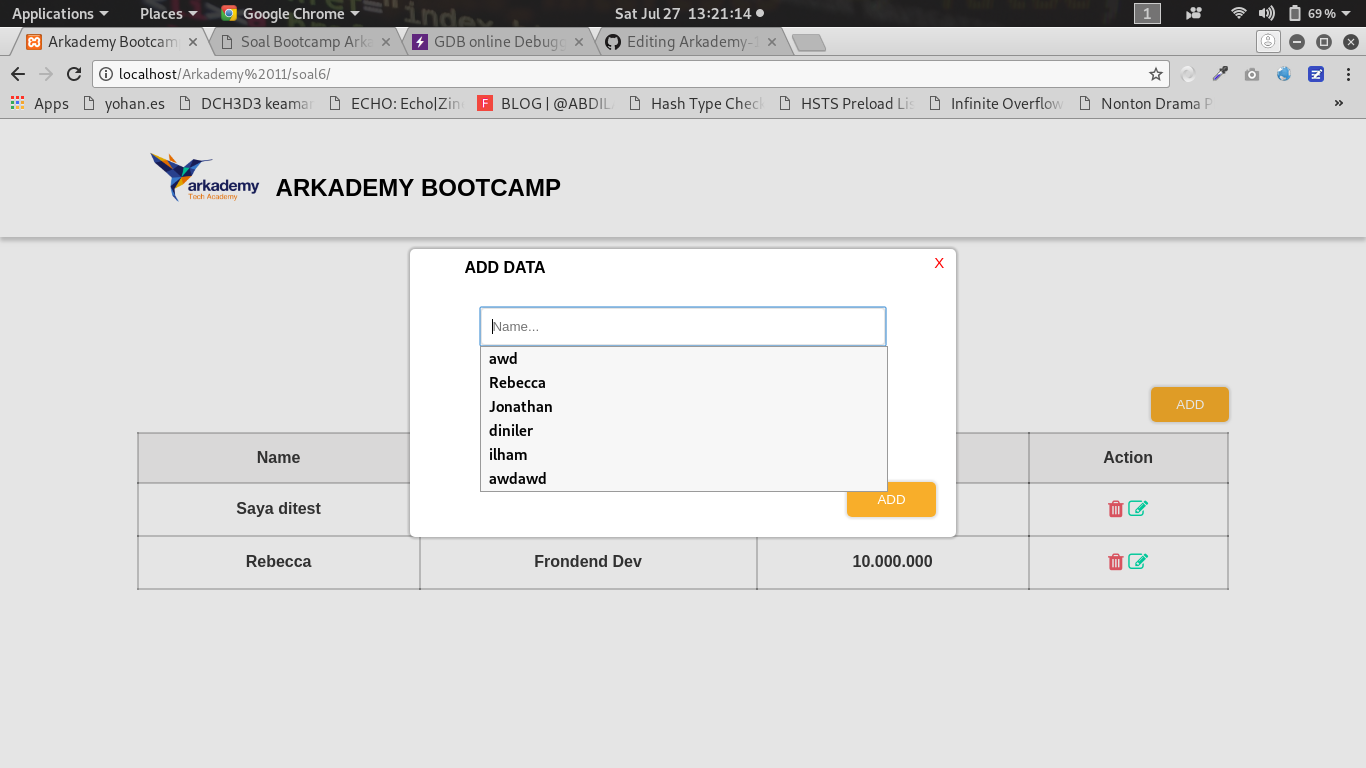 Applications Places Google Chrome Sat Jul 27 13:21:14 1 69 %
Arkademy Bootcam Soal Bootcamp Arka GDB online Debugg Editing Arkademy-1
localhost/Arkademy%2011/soal6/
Apps yohan.es DCH3D3 keamar ECHO: Echo|Zin F BLOG | @ABDIL Hash Type Chec HSTS Preload Lis Infinite Overflow Nonton Drama P »
arkademy
Tech Academy
ARKADEMY BOOTCAMP
ADD DATA X
Name...
awd
Rebecca
Jonathan
diniler
ilham
awdawd
ADD
ADD
Name Action
Saya ditest
Rebecca Frondend Dev 10.000.000